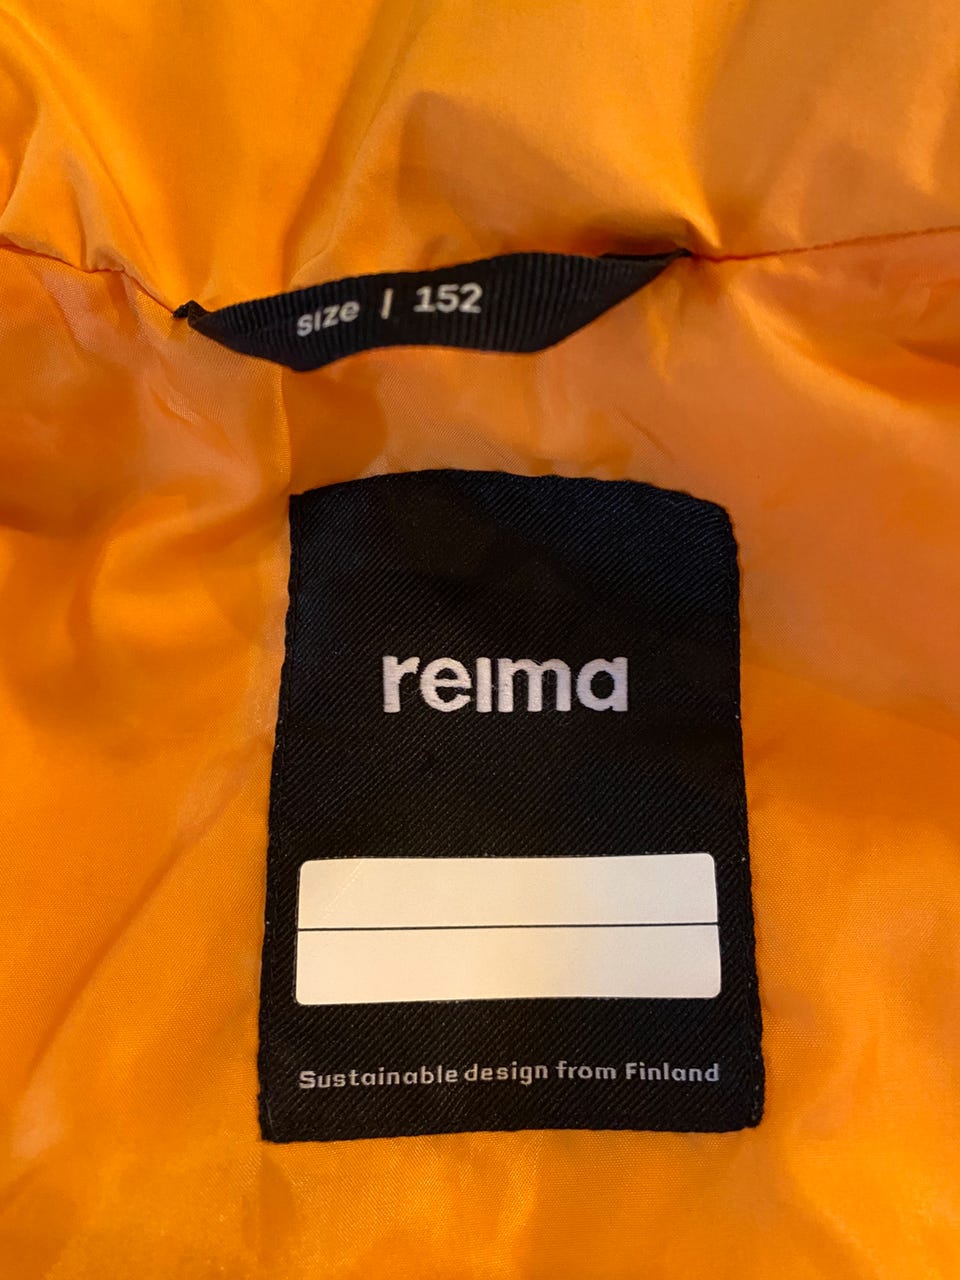 size / 152
reima
Sustainable design from Finland